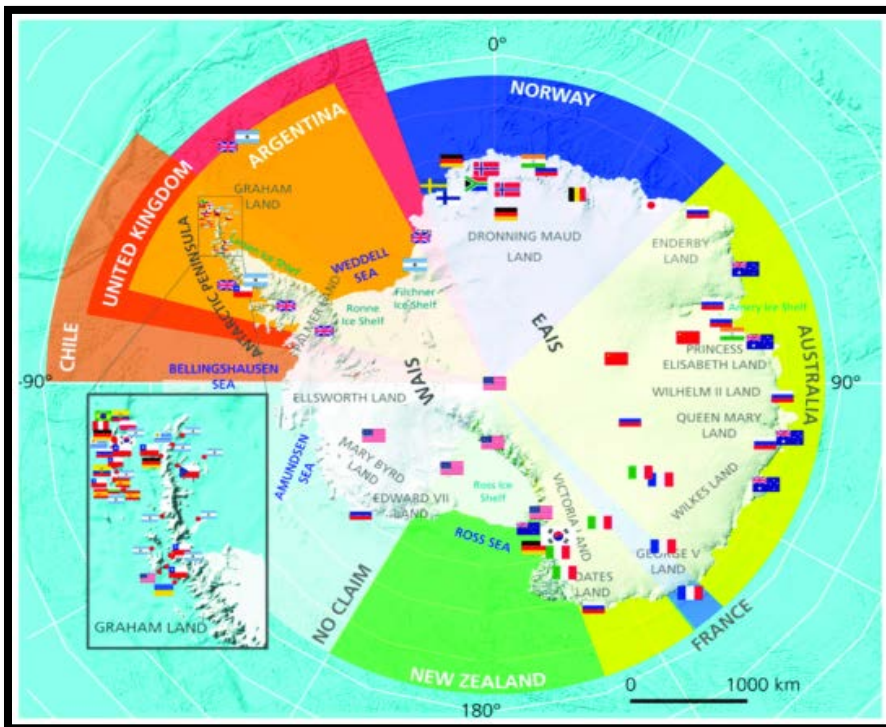 0°
NORWAY
ARGENTINA
UNITED KINGDOM
CHILE
GRAHAM
LAND
ANTARCTIC PENINSULA
WEDDELL
SEA
DRONNING MAUD
LAND
ENDERBY
LAND
Filchner
Ice Shelf
Ronne
Ice Shelf
PALMER LAND
EAIS
Amery Ice Shelf
AUSTRALIA
PRINCESS
ELISABETH LAND
BELLINGSHAUSEN
SEA
-90°
WAIS
90°
ELLSWORTH LAND
WILHELM II LAND
QUEEN MARY
LAND
MARY BYRD
LAND
AMUNDSEN
SEA
Ross Ice
Shelf
EDWARD VII
LAND
VICTORIA LAND
WILKES LAND
ROSS SEA
GEORGE V
LAND
OATES
LAND
NO CLAIM
FRANCE
GRAHAM LAND
NEW ZEALAND
0 1000 km
180°